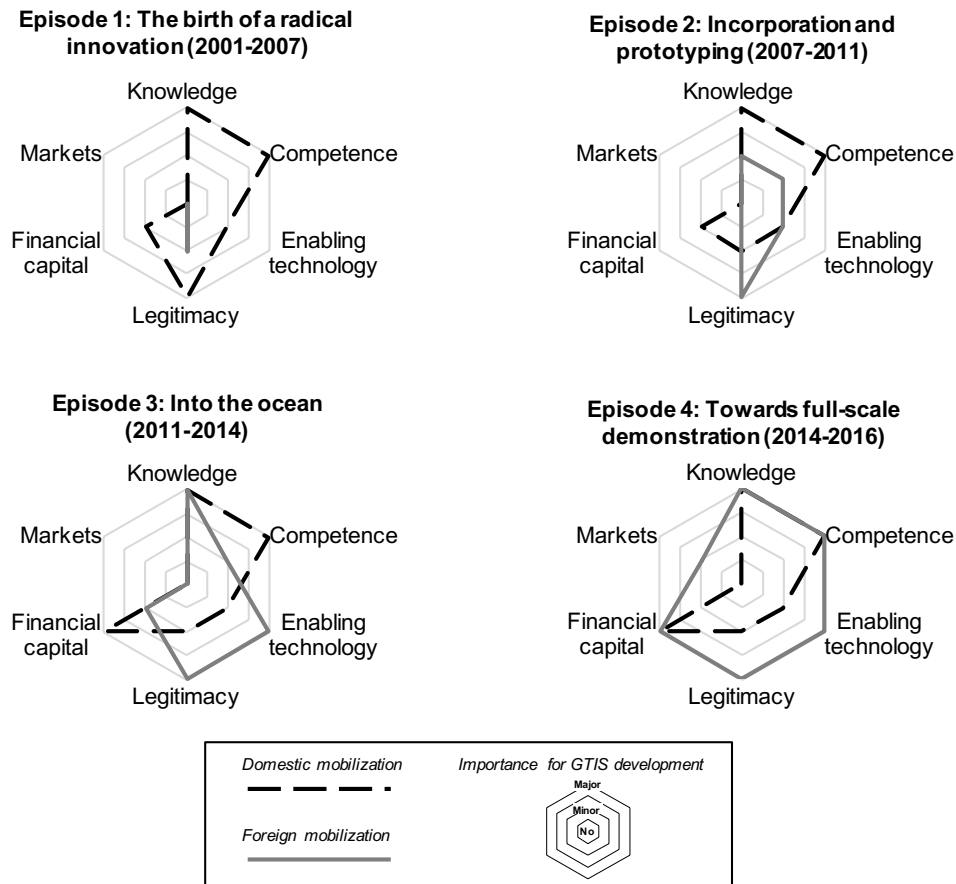 Episode 1: The birth of a radical
innovation (2001-2007)
Knowledge
Markets
Competence
Financial
capital
Enabling
technology
Legitimacy
Episode 2: Incorporation and
prototyping (2007-2011)
Knowledge
Markets
Competence
Financial
capital
Enabling
technology
Legitimacy
Episode 3: Into the ocean
(2011-2014)
Knowledge
Markets
Competence
Financial
capital
Enabling
technology
Legitimacy
Episode 4: Towards full-scale
demonstration (2014-2016)
Knowledge
Markets
Competence
Financial
capital
Enabling
technology
Legitimacy
Domestic mobilization
Foreign mobilization
Importance for GTIS development
Major
Minor
No